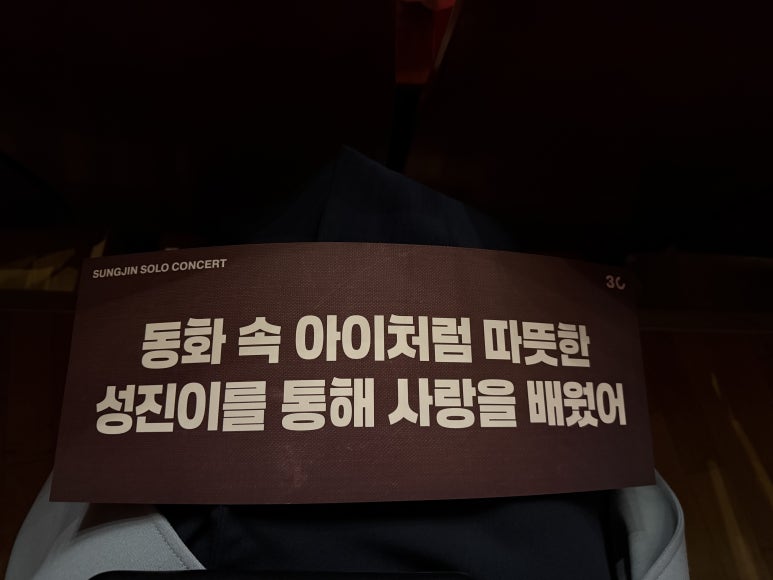 SUNGJIN SOLO CONCERT
30
동화 속 아이처럼 따뜻한
성진이를 통해 사랑을 배웠어